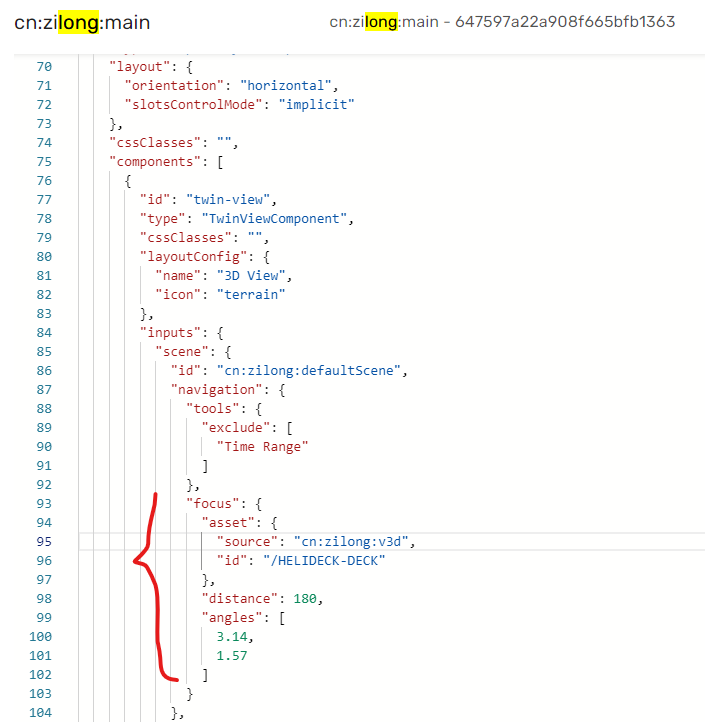 cn:zilong:main
cn:zilong:main - 647597a22a908f665bfb1363
70 "layout": {
71 "orientation": "horizontal",
72 "slotsControlMode": "implicit"
73 },
74 "cssClasses": "",
75 "components": [
76 {
77 "id": "twin-view",
78 "type": "TwinViewComponent",
79 "cssClasses": "",
80 "layoutConfig": {
81 "name": "3D View",
82 "icon": "terrain"
83 },
84 "inputs": {
85 "scene": {
86 "id": "cn:zilong:defaultScene",
87 "navigation": {
88 "tools": {
89 "exclude": [
90 "Time Range"
91 ]
92 },
93 "focus": {
94 "asset": {
95 "source": "cn:zilong:v3d",
96 "id": "/HELIDECK-DECK"
97 },
98 "distance": 180,
99 "angles": [
100 3.14,
101 1.57
102 ]
103 }
104 },